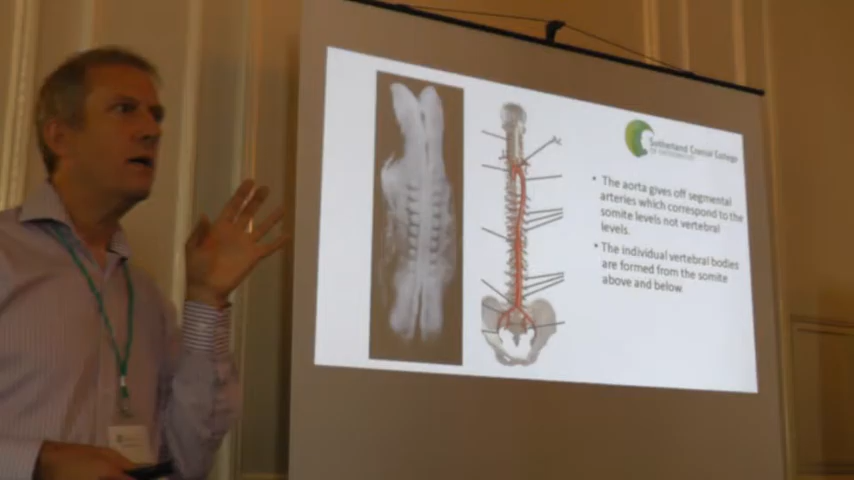 Sutherland Cranial College
OF OSTEOPATHY
• The aorta gives off segmental
arteries which correspond to the
somite levels not vertebral
levels.
• The individual vertebral bodies
are formed from the somite
above and below